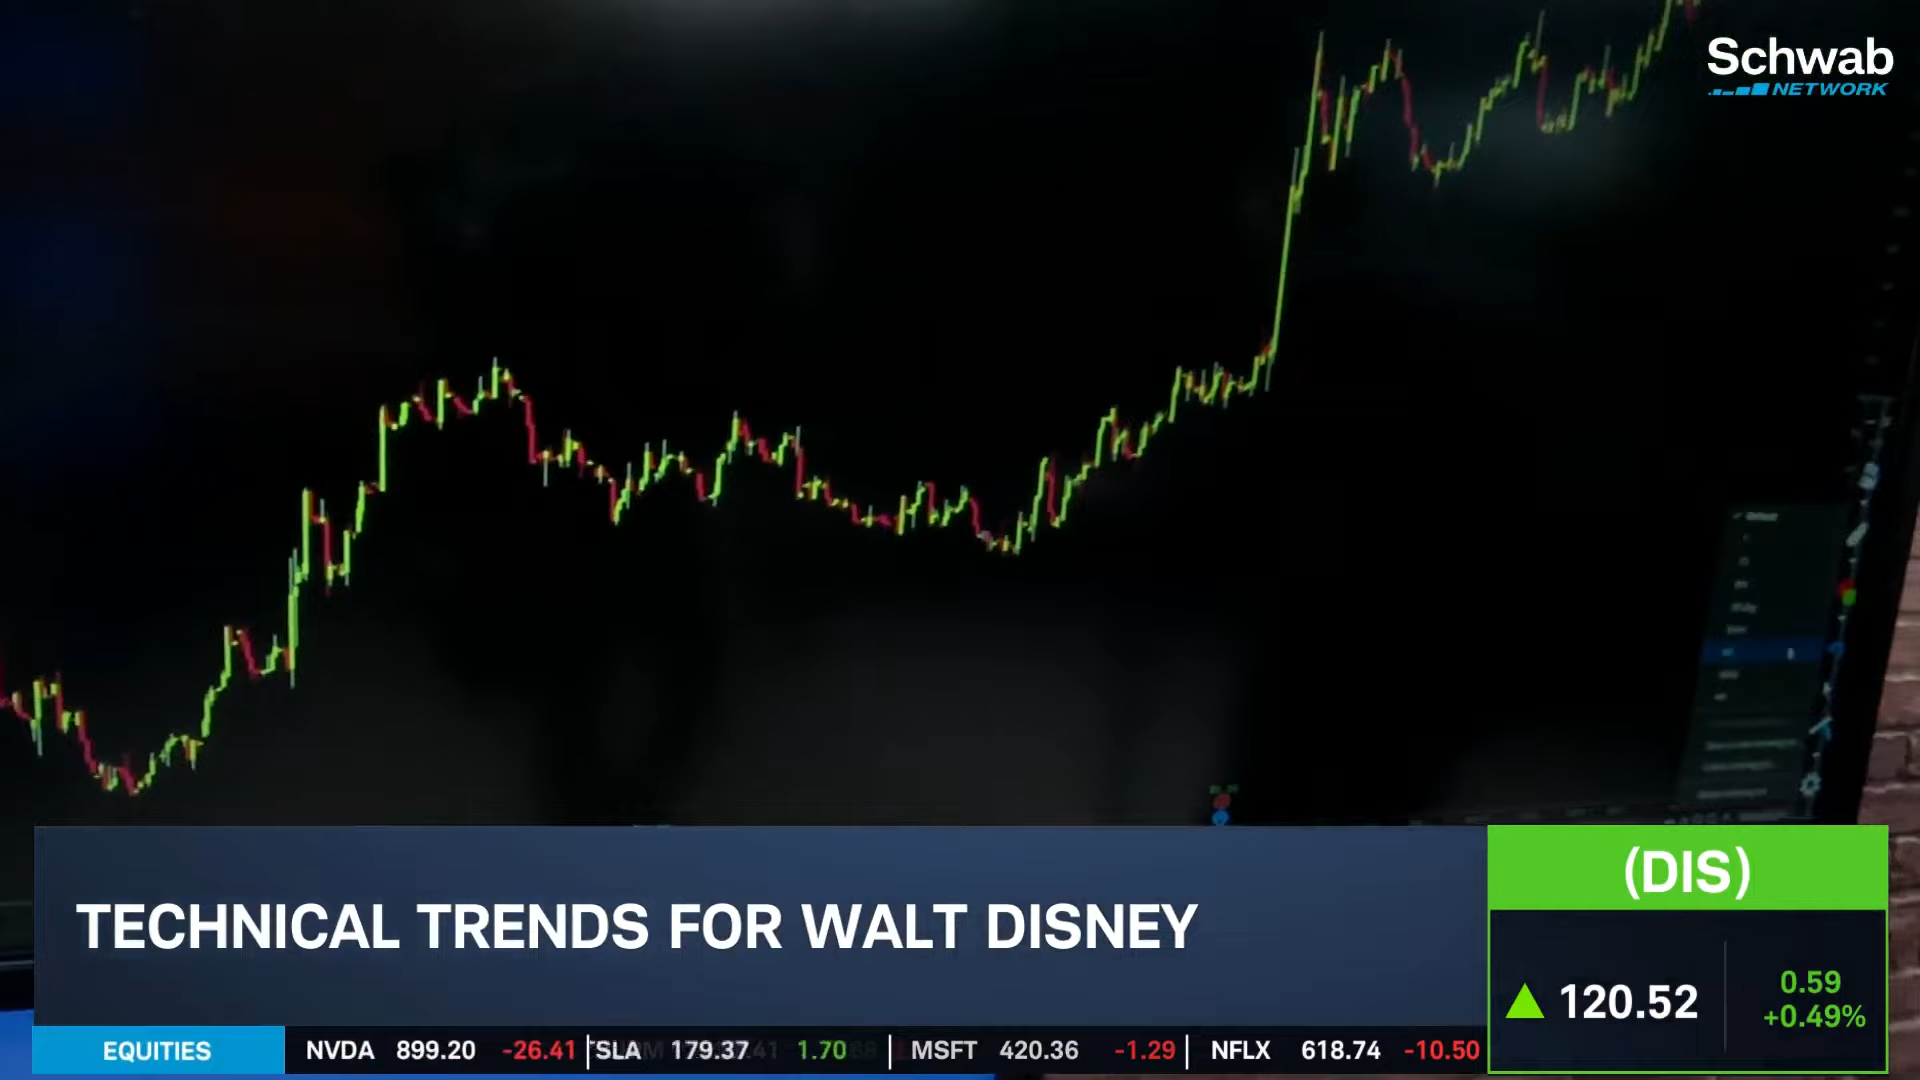 Schwab
NETWORK
(DIS)
TECHNICAL TRENDS FOR WALT DISNEY
▲ 120.52
0.59
+0.49%
EQUITIES
NVDA 899.20 -26.41
SLA 179.37 1.70
MSFT 420.36 -1.29
NFLX 618.74 -10.50